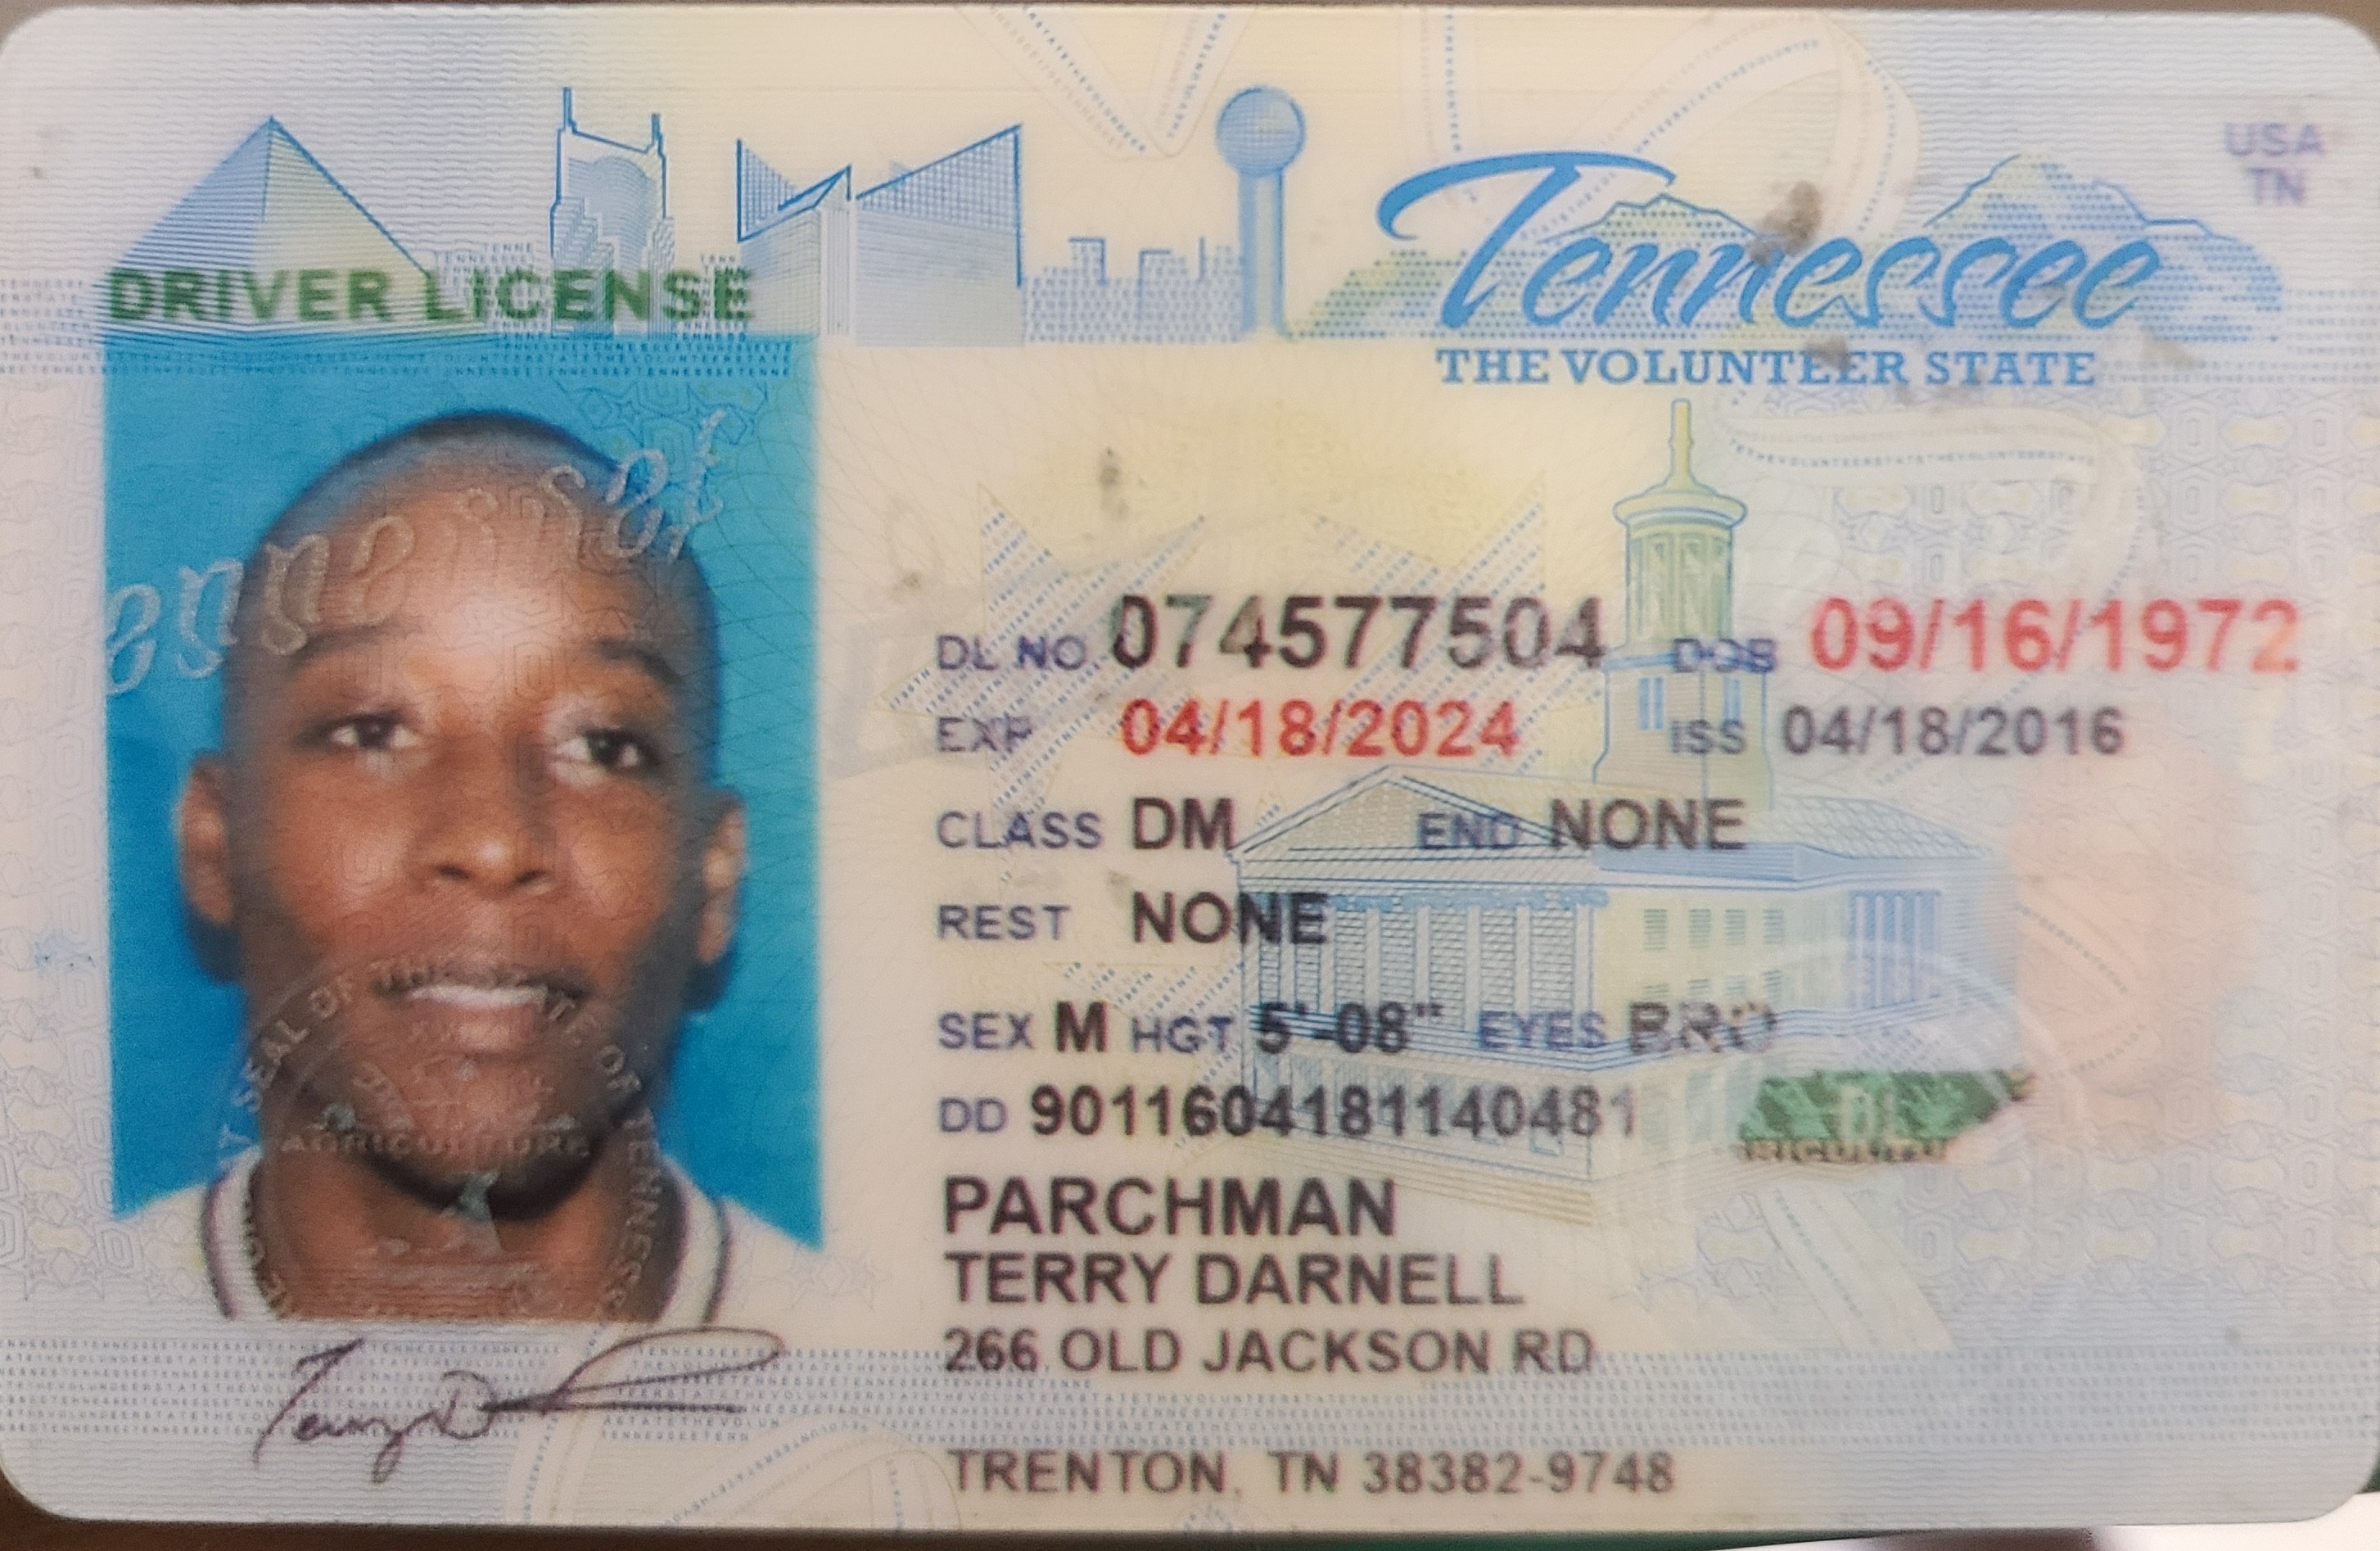 USA
TN
DRIVER LICENSE
Tennessee
THE VOLUNTEER STATE
DL NO. 074577504 DOB 09/16/1972
EXP 04/18/2024 ISS 04/18/2016
CLASS DM END NONE
REST NONE
SEX M HGT 5'-08" EYES BRO
DD 9011604181140481
PARCHMAN
TERRY DARNELL
266 OLD JACKSON RD
TRENTON, TN 38382-9748